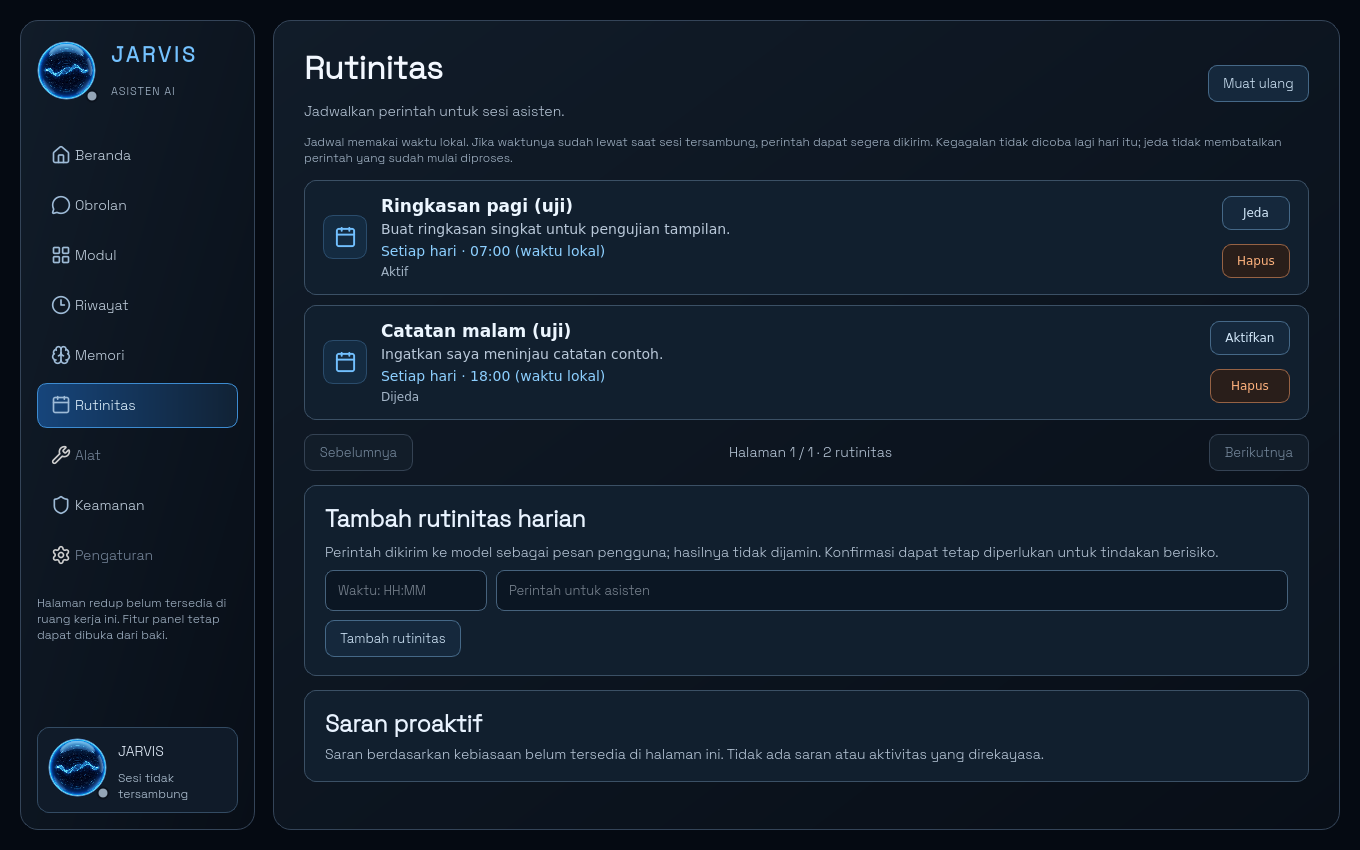 JARVIS
ASISTEN AI
Beranda
Obrolan
Modul
Riwayat
Memori
Rutinitas
Alat
Keamanan
Pengaturan
Halaman redup belum tersedia di
ruang kerja ini. Fitur panel tetap
dapat dibuka dari baki.
JARVIS
Sesi tidak
tersambung
Rutinitas
Muat ulang
Jadwalkan perintah untuk sesi asisten.
Jadwal memakai waktu lokal. Jika waktunya sudah lewat saat sesi tersambung, perintah dapat segera dikirim. Kegagalan tidak dicoba lagi hari itu; jeda tidak membatalkan
perintah yang sudah mulai diproses.
Ringkasan pagi (uji)
Buat ringkasan singkat untuk pengujian tampilan.
Setiap hari · 07:00 (waktu lokal)
Aktif
Jeda
Hapus
Catatan malam (uji)
Ingatkan saya meninjau catatan contoh.
Setiap hari · 18:00 (waktu lokal)
Dijeda
Aktifkan
Hapus
Sebelumnya
Halaman 1 / 1 · 2 rutinitas
Berikutnya
Tambah rutinitas harian
Perintah dikirim ke model sebagai pesan pengguna; hasilnya tidak dijamin. Konfirmasi dapat tetap diperlukan untuk tindakan berisiko.
Waktu: HH:MM
Perintah untuk asisten
Tambah rutinitas
Saran proaktif
Saran berdasarkan kebiasaan belum tersedia di halaman ini. Tidak ada saran atau aktivitas yang direkayasa.